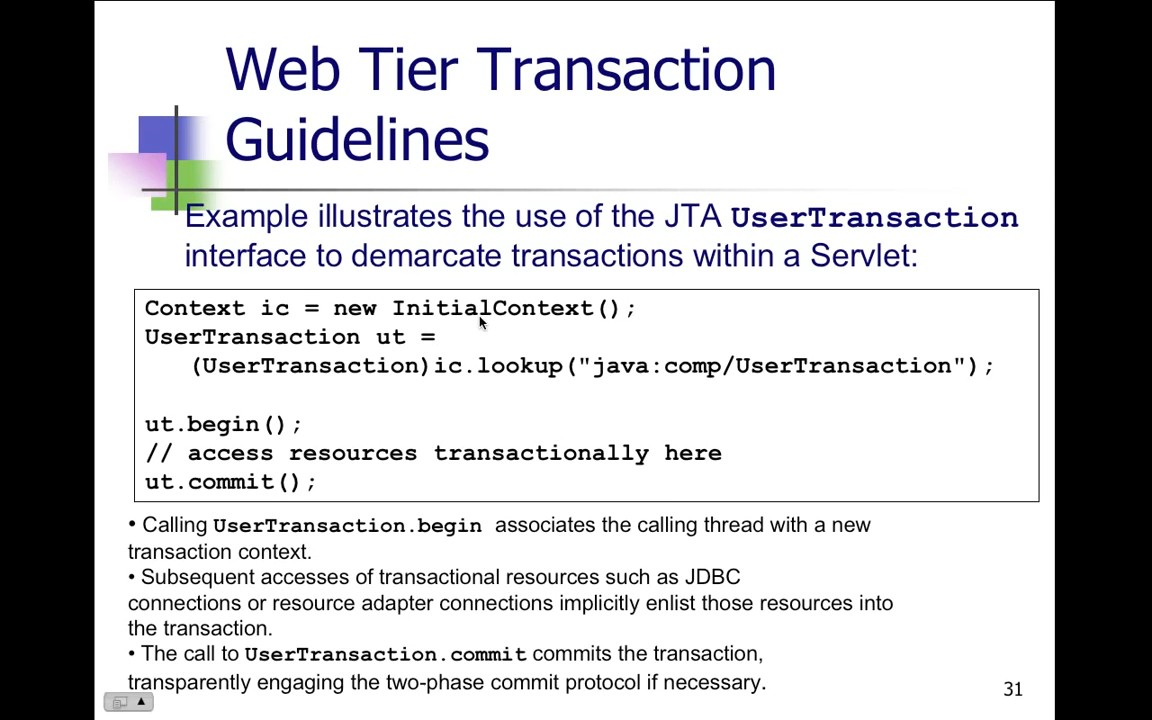 Web Tier Transaction
Guidelines
Example illustrates the use of the JTA UserTransaction
interface to demarcate transactions within a Servlet:
Context ic = new InitialContext();
UserTransaction ut =
(UserTransaction)ic.lookup("java:comp/UserTransaction");
ut.begin();
// access resources transactionally here
ut.commit();
• Calling UserTransaction.begin associates the calling thread with a new
transaction context.
• Subsequent accesses of transactional resources such as JDBC
connections or resource adapter connections implicitly enlist those resources into
the transaction.
• The call to UserTransaction.commit commits the transaction,
transparently engaging the two-phase commit protocol if necessary.
31